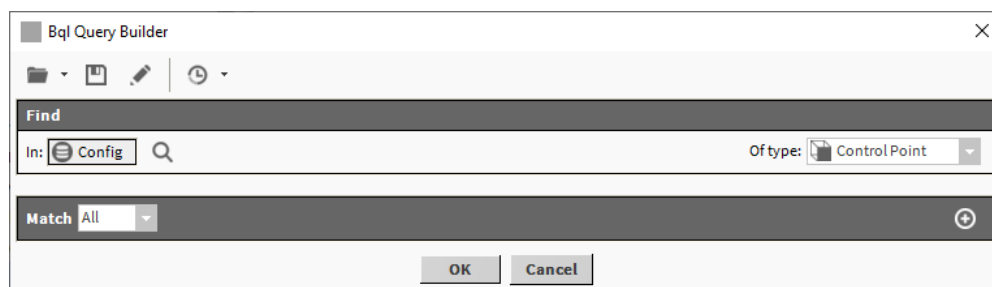 Bql Query Builder
Find
In: Config Of type: Control Point
Match All
OK Cancel